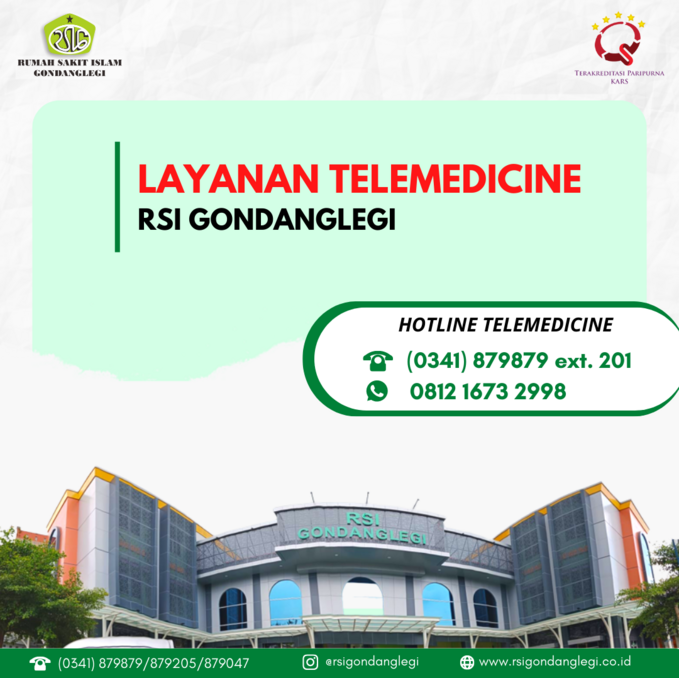 RSIG
RUMAH SAKIT ISLAM
GONDANGLEGI
TERAKREDITASI PARIPURNA
KARS
LAYANAN TELEMEDICINE
RSI GONDANGLEGI
HOTLINE TELEMEDICINE
(0341) 879879 ext. 201
0812 1673 2998
RSI
GONDANGLEGI
(0341) 879879/879205/879047
@rsigondanglegi
www.rsigondanglegi.co.id